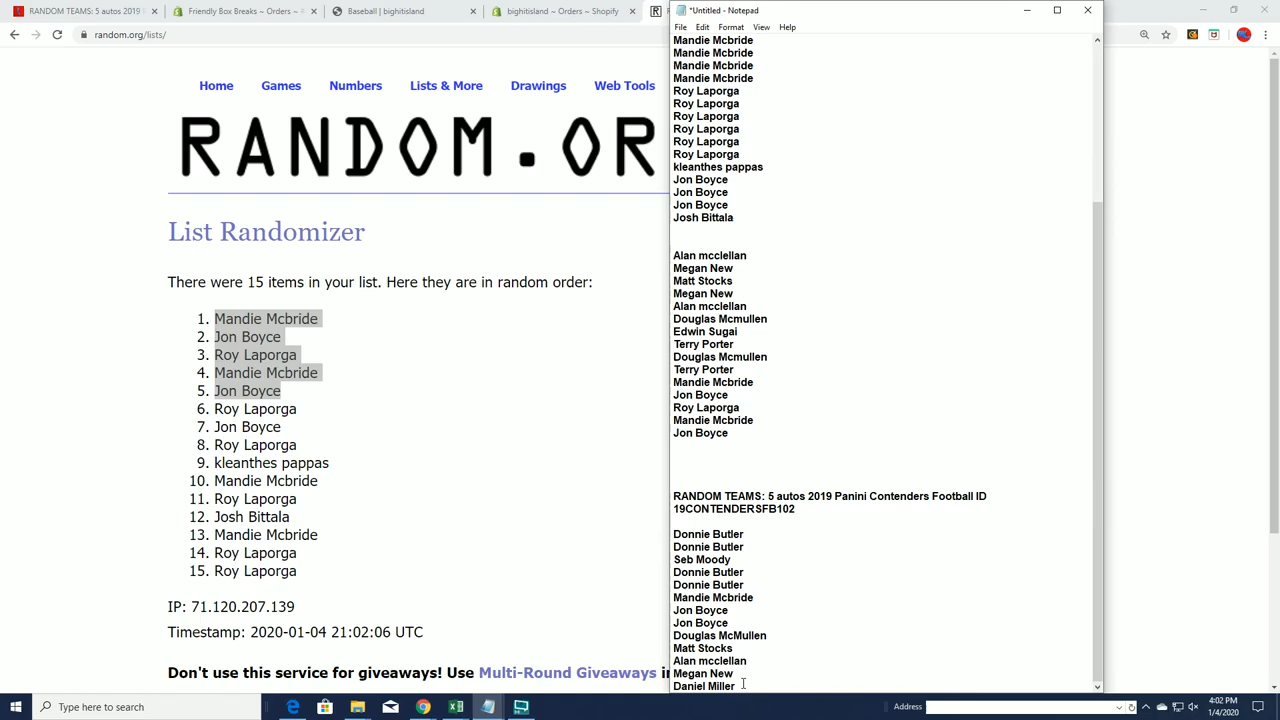 RANDOM TEAMS: 5 autos 2019
Friendly Box Breaks ~ Orders ~
Baseball | bighitisland
bighitisland ~ Orders ~ Shopify
*Untitled - Notepad
random.org/lists/
File Edit Format View Help
Home Games Numbers Lists & More Drawings Web Tools
RANDOM.OR
List Randomizer
There were 15 items in your list. Here they are in random order:
1. Mandie Mcbride
2. Jon Boyce
3. Roy Laporga
4. Mandie Mcbride
5. Jon Boyce
6. Roy Laporga
7. Jon Boyce
8. Roy Laporga
9. kleanthes pappas
10. Mandie Mcbride
11. Roy Laporga
12. Josh Bittala
13. Mandie Mcbride
14. Roy Laporga
15. Roy Laporga
IP: 71.120.207.139
Timestamp: 2020-01-04 21:02:06 UTC
Don't use this service for giveaways! Use Multi-Round Giveaways
Mandie Mcbride
Mandie Mcbride
Mandie Mcbride
Mandie Mcbride
Roy Laporga
Roy Laporga
Roy Laporga
Roy Laporga
Roy Laporga
Roy Laporga
kleanthes pappas
Jon Boyce
Jon Boyce
Jon Boyce
Josh Bittala
Alan mcclellan
Megan New
Matt Stocks
Megan New
Alan mcclellan
Douglas Mcmullen
Edwin Sugai
Terry Porter
Douglas Mcmullen
Terry Porter
Mandie Mcbride
Jon Boyce
Roy Laporga
Mandie Mcbride
Jon Boyce
RANDOM TEAMS: 5 autos 2019 Panini Contenders Football ID
19CONTENDERSFB102
Donnie Butler
Donnie Butler
Seb Moody
Donnie Butler
Donnie Butler
Mandie Mcbride
Jon Boyce
Jon Boyce
Douglas McMullen
Matt Stocks
Alan mcclellan
Megan New
Daniel Miller
Type here to search
Address
4:02 PM
1/4/2020